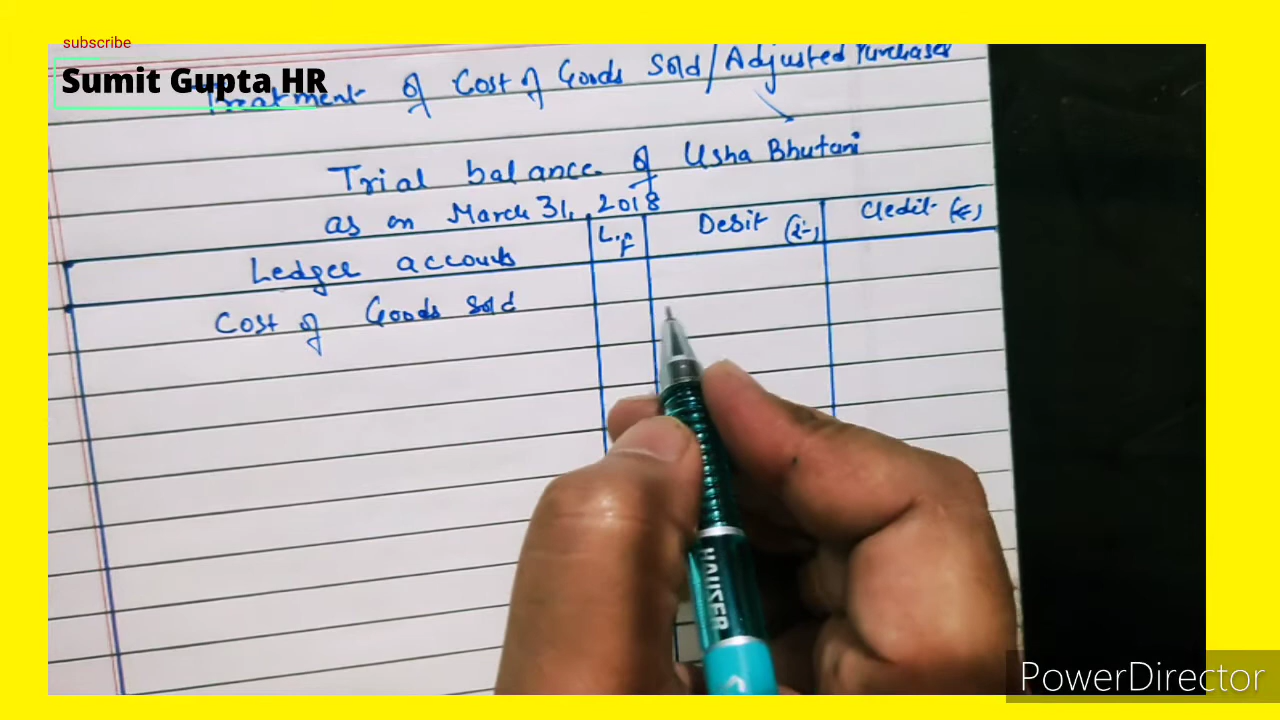 subscribe
Sumit Gupta HR
Treatment of Cost of Goods Sold/Adjusted Purchases
Trial balance of Usha Bhutani
as on March 31, 2018
Ledger accounts L.F Debit (₹) Credit (₹)
Cost of Goods Sold
HAUSER
PowerDirector